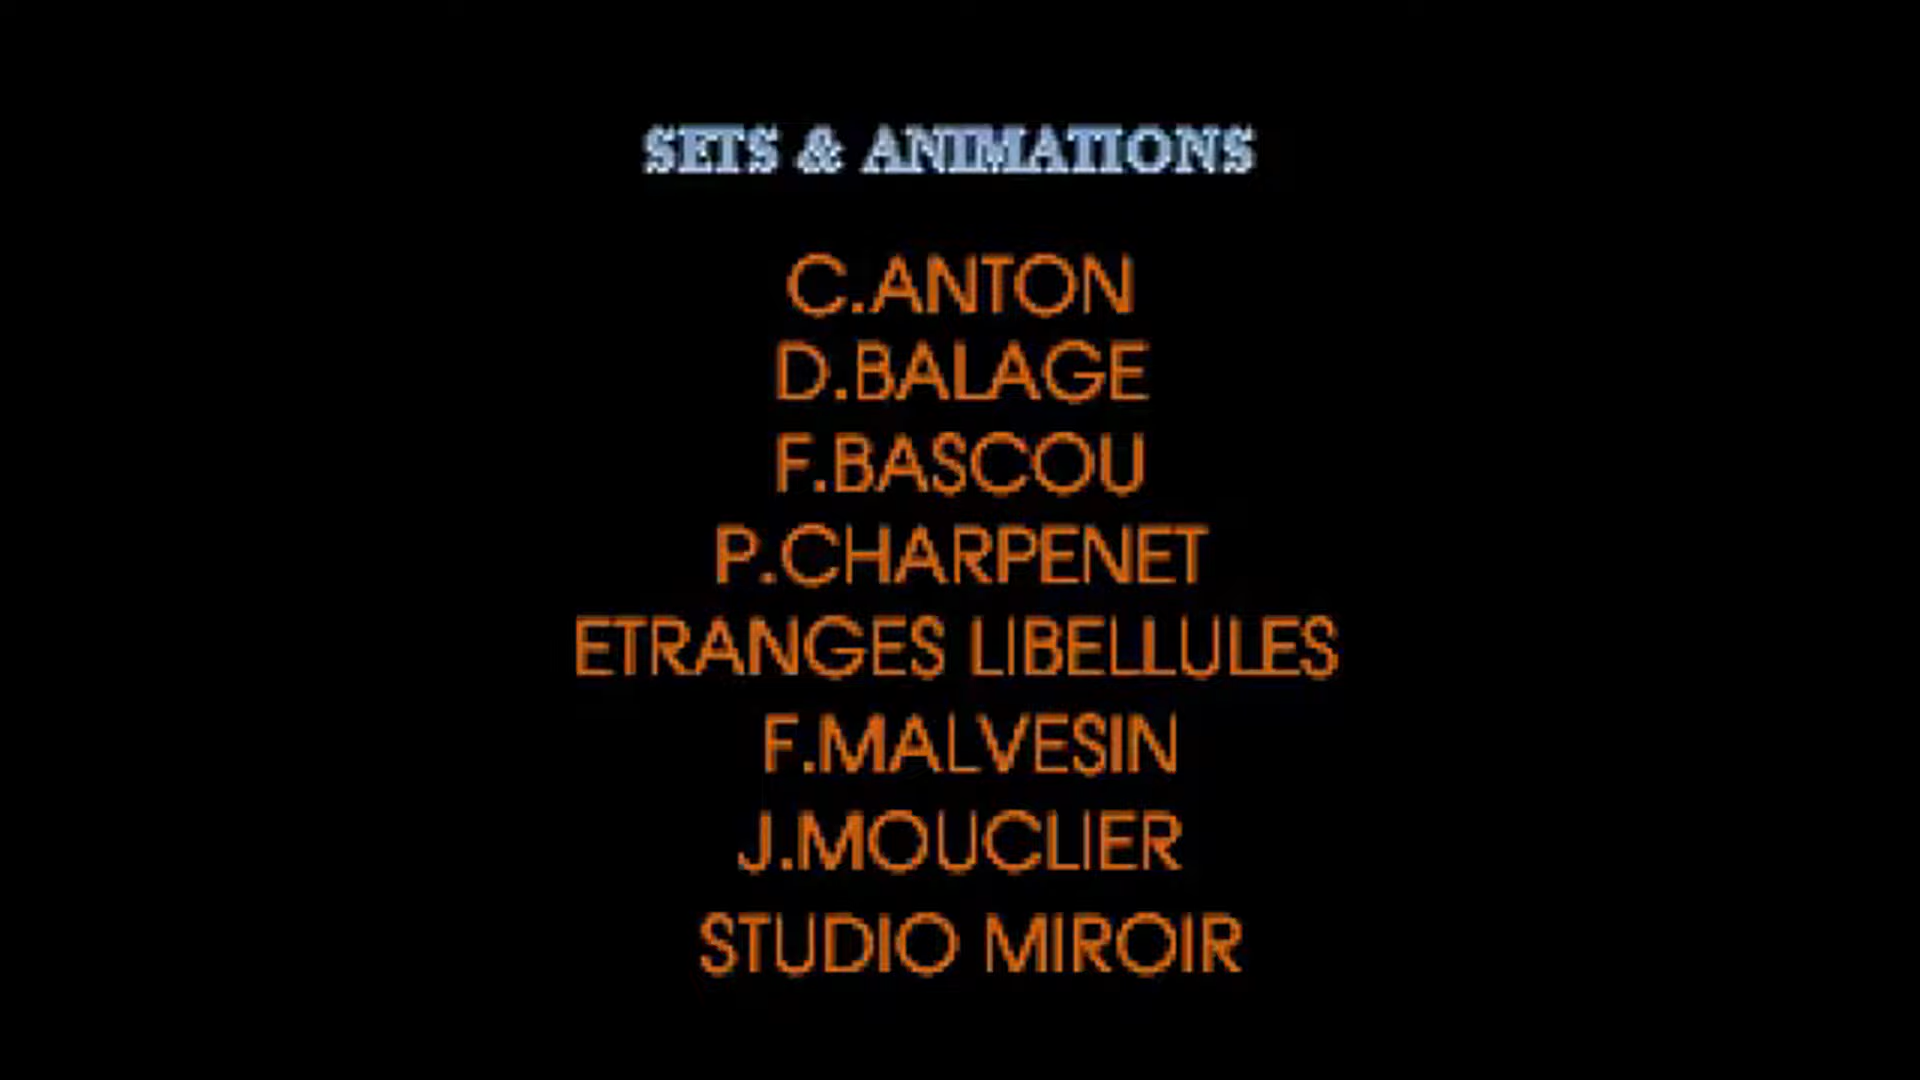 SETS & ANIMATIONS
C.ANTON
D.BALAGE
F.BASCOU
P.CHARPENET
ETRANGES LIBELLULES
F.MALVESIN
J.MOUCLIER
STUDIO MIROIR